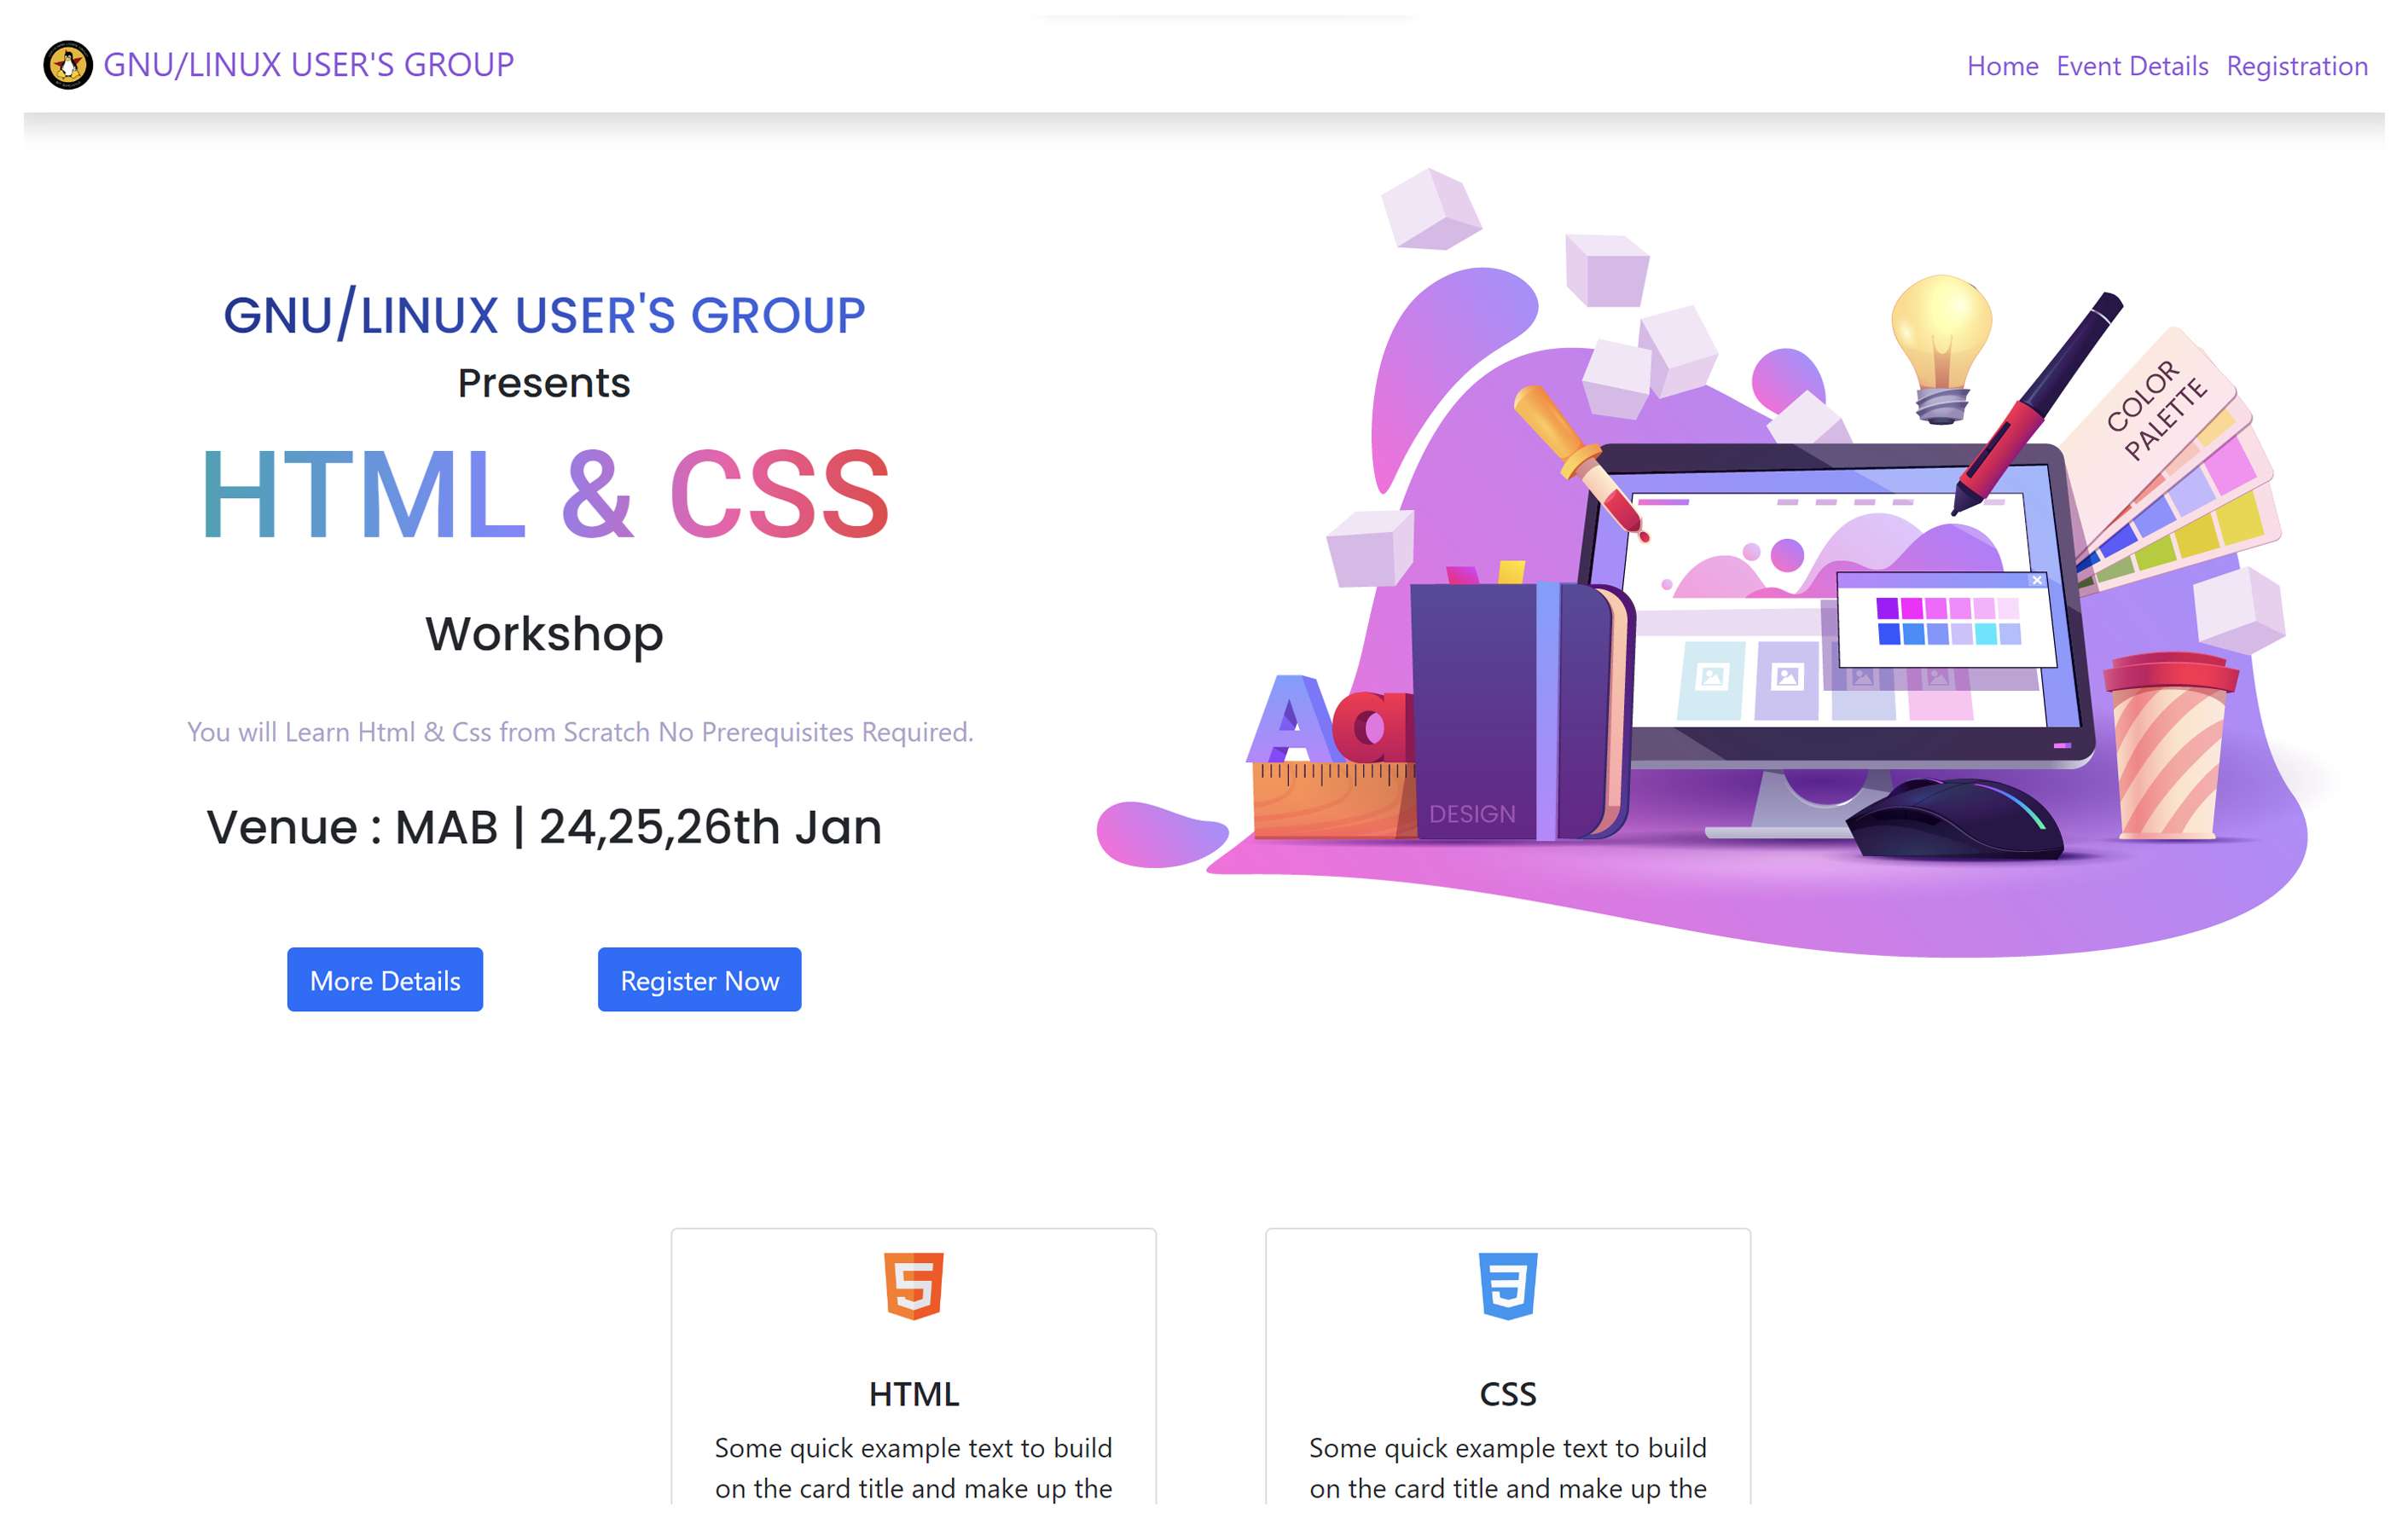 GNU/LINUX USER'S GROUP
Home Event Details Registration
GNU/LINUX USER'S GROUP
Presents
HTML & CSS
Workshop
You will Learn Html & Css from Scratch No Prerequisites Required.
Venue : MAB | 24,25,26th Jan
More Details
Register Now
COLOR
PALETTE
Aa
DESIGN
HTML
Some quick example text to build
on the card title and make up the
CSS
Some quick example text to build
on the card title and make up the